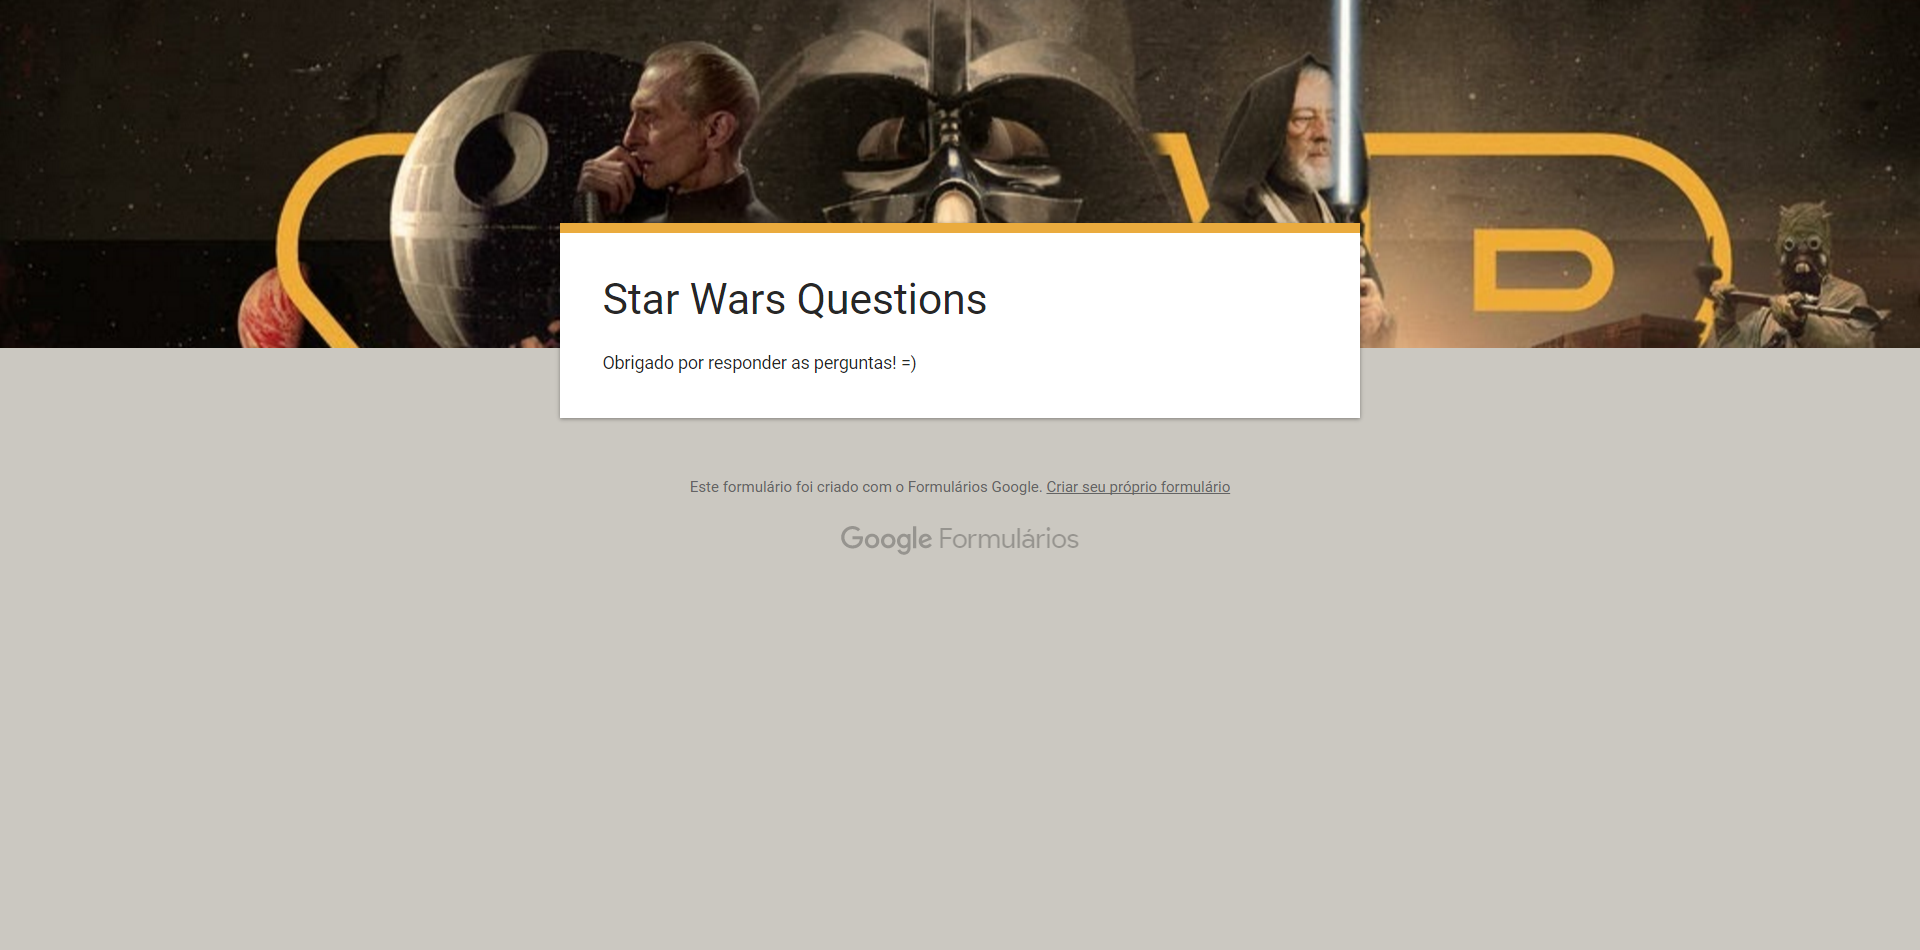 Star Wars Questions
Obrigado por responder as perguntas! =)
Este formulário foi criado com o Formulários Google. Criar seu próprio formulário
Google Formulários